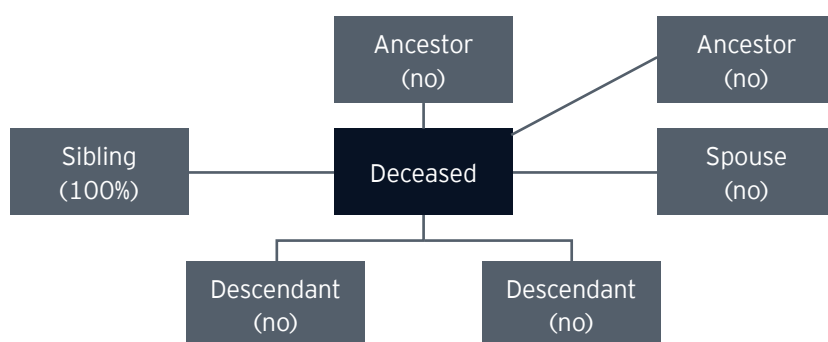 Ancestor
(no)
Ancestor
(no)
Sibling
(100%)
Deceased
Spouse
(no)
Descendant
(no)
Descendant
(no)